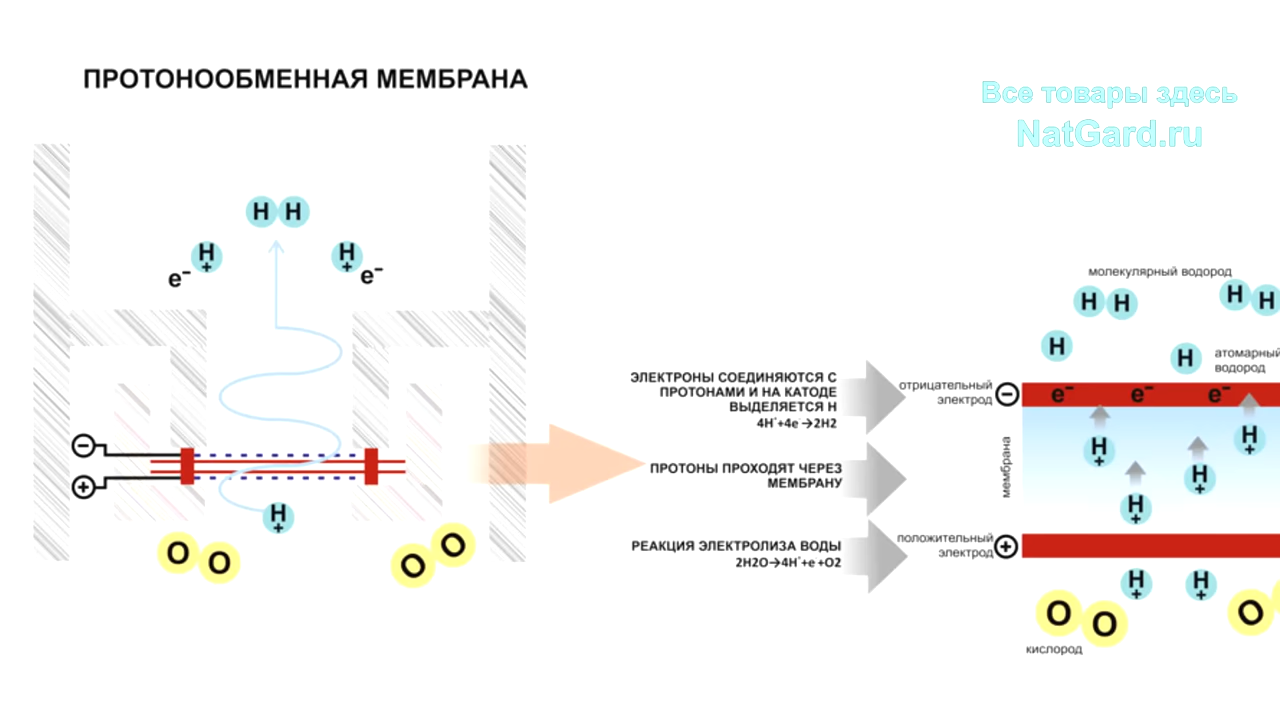 ПРОТОНООБМЕННАЯ МЕМБРАНА
Все товары здесь
NatGard.ru
H H
H
+
e⁻
H
+
e⁻
−
+
H
+
O O
O O
ЭЛЕКТРОНЫ СОЕДИНЯЮТСЯ С
ПРОТОНАМИ И НА КАТОДЕ
ВЫДЕЛЯЕТСЯ Н
4H⁺+4e⁻→2H2
ПРОТОНЫ ПРОХОДЯТ ЧЕРЕЗ
МЕМБРАНУ
РЕАКЦИЯ ЭЛЕКТРОЛИЗА ВОДЫ
2H2O→4H⁺+e⁻+O2
молекулярный водород
H H
H H
H
H
атомарный
водород
отрицательный
электрод
−
e⁻ e⁻ e⁻
мембрана
H
+
H
+
H
+
H
+
положительный
электрод
+
H
+
H
+
O O
O
кислород